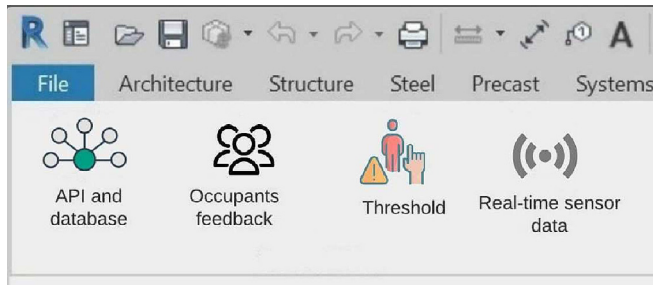 R
A
File Architecture Structure Steel Precast Systems
API and
database
Occupants
feedback
Threshold
Real-time sensor
data